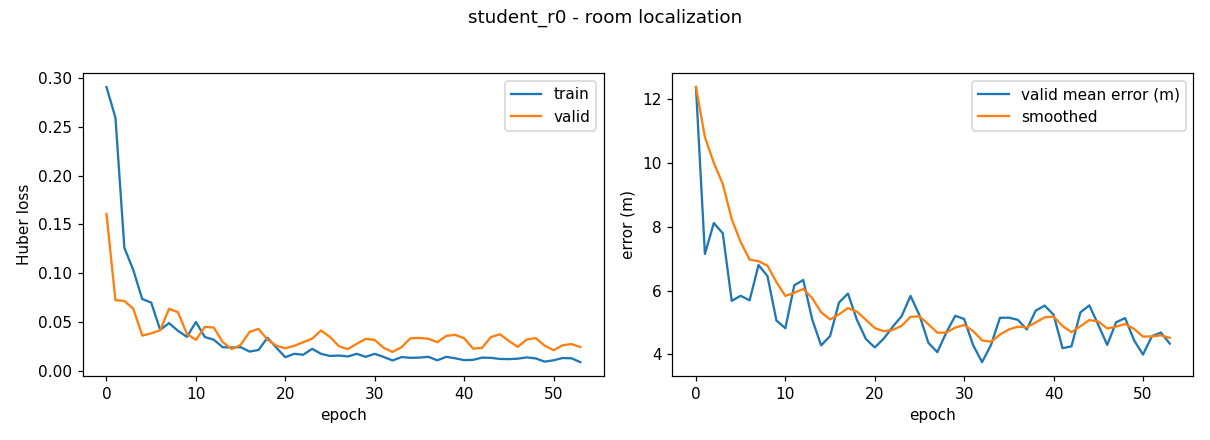 student_r0 - room localization
Huber loss
0.30
0.25
0.20
0.15
0.10
0.05
0.00
0 10 20 30 40 50
epoch
train
valid
error (m)
12
10
8
6
4
0 10 20 30 40 50
epoch
valid mean error (m)
smoothed